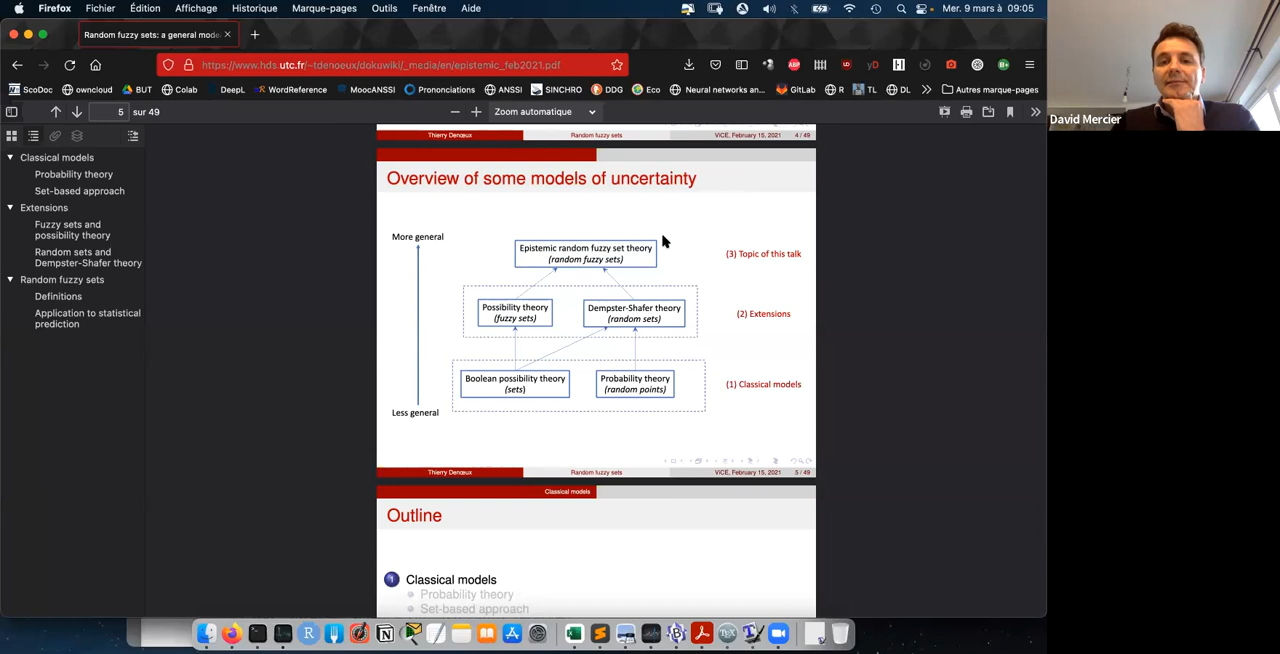 Firefox Fichier Édition Affichage Historique Marque-pages Outils Fenêtre Aide Mer. 9 mars à 09:05
Random fuzzy sets: a general mode
https://www.hds.utc.fr/~tdenoeux/dokuwiki/_media/en/epistemic_feb2021.pdf
ScoDoc owncloud BUT Colab DeepL WordReference MoocANSSI Prononciations ANSSI SINCHRO DDG Eco Neural networks an... GitLab R TL DL Autres marque-pages
5 sur 49 Zoom automatique
David Mercier
Classical models
Probability theory
Set-based approach
Extensions
Fuzzy sets and
possibility theory
Random sets and
Dempster-Shafer theory
Random fuzzy sets
Definitions
Application to statistical
prediction
Thierry Denœux Random fuzzy sets ViCE, February 15, 2021 4 / 49
Overview of some models of uncertainty
More general
Epistemic random fuzzy set theory
(random fuzzy sets)
(3) Topic of this talk
Possibility theory
(fuzzy sets)
Dempster-Shafer theory
(random sets)
(2) Extensions
Boolean possibility theory
(sets)
Probability theory
(random points)
(1) Classical models
Less general
Thierry Denœux Random fuzzy sets ViCE, February 15, 2021 5 / 49
Classical models
Outline
1 Classical models
Probability theory
Set-based approach